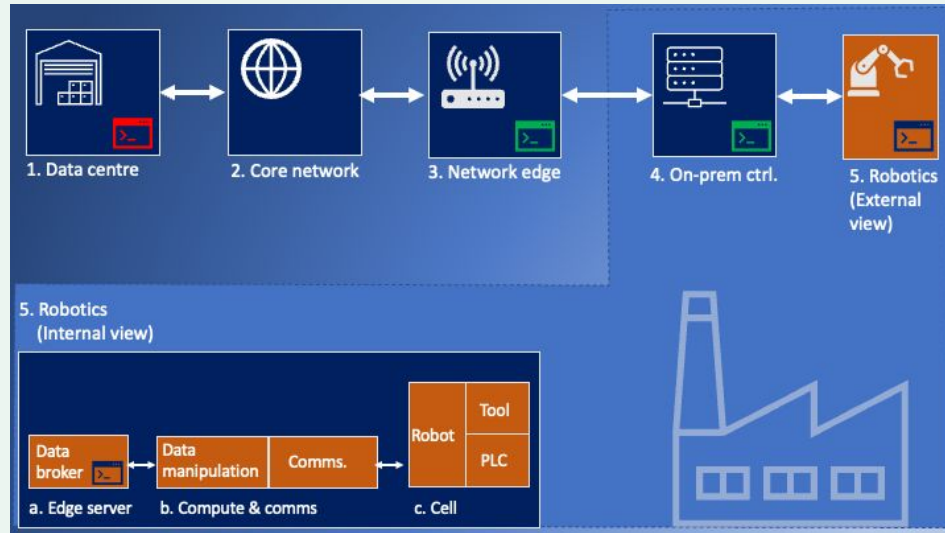 1. Data centre
2. Core network
3. Network edge
4. On-prem ctrl.
5. Robotics
(External
view)
5. Robotics
(Internal view)
Data
broker
Data
manipulation
Comms.
Robot
Tool
PLC
a. Edge server
b. Compute & comms
c. Cell